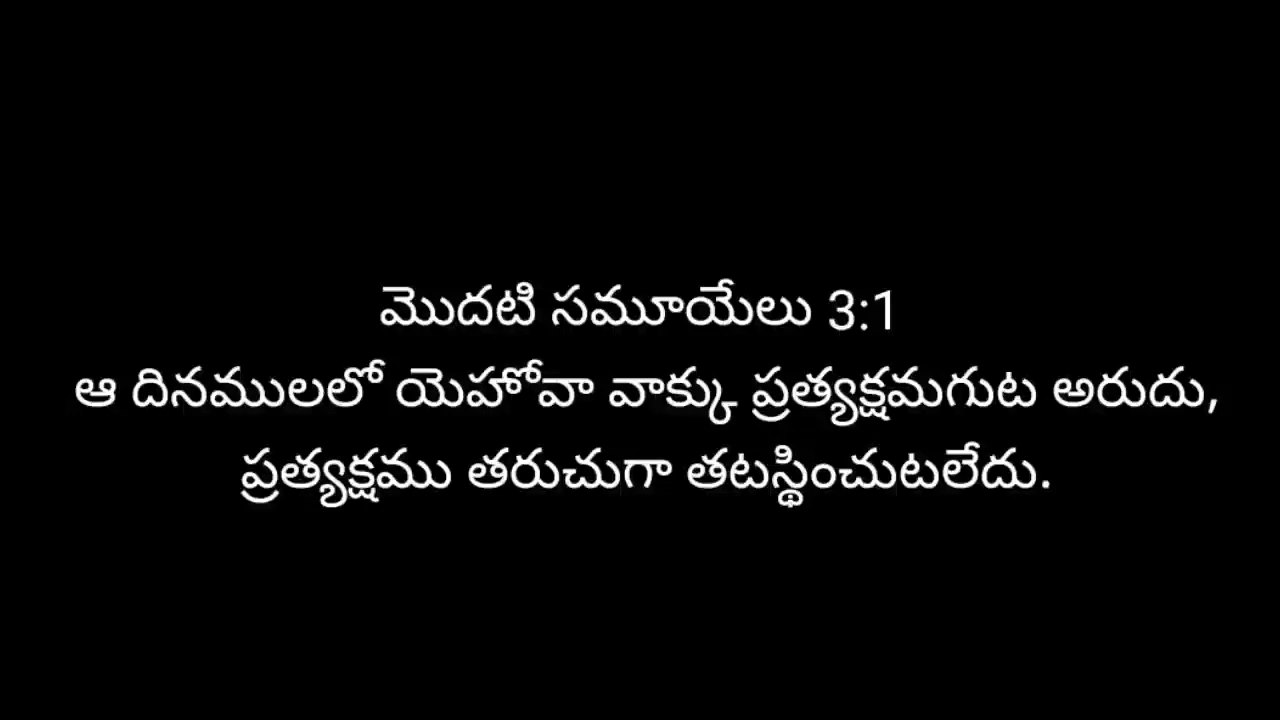 మొదటి సమూయేలు 3:1
ఆ దినములలో యెహోవా వాక్కు ప్రత్యక్షమగుట అరుదు,
ప్రత్యక్షము తరుచుగా తటస్థించుటలేదు.